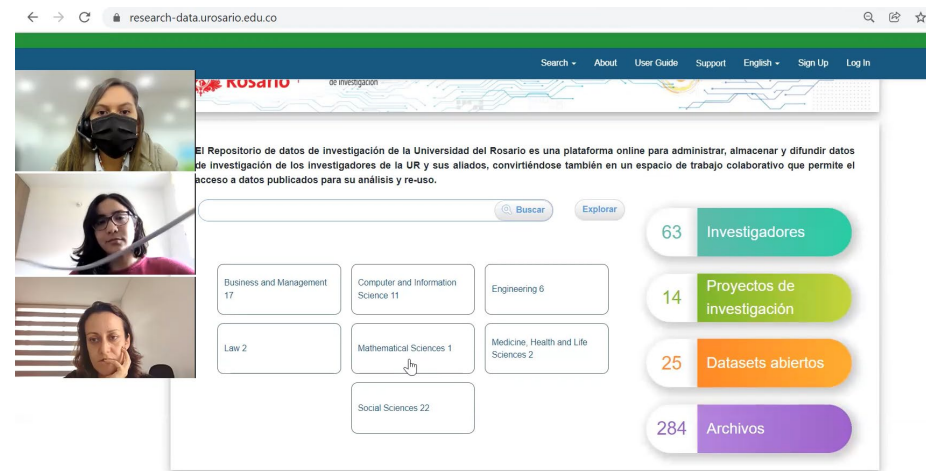 research-data.urosario.edu.co
Search About User Guide Support English Sign Up Log In
Rosario
de investigación
El Repositorio de datos de investigación de la Universidad del Rosario es una plataforma online para administrar, almacenar y difundir datos
de investigación de los investigadores de la UR y sus aliados, convirtiéndose también en un espacio de trabajo colaborativo que permite el
acceso a datos publicados para su análisis y re-uso.
Buscar Explorar
63 Investigadores
Business and Management
17
Computer and Information
Science 11
Engineering 6
14 Proyectos de
investigación
Law 2
Mathematical Sciences 1
Medicine, Health and Life
Sciences 2
25 Datasets abiertos
Social Sciences 22
284 Archivos